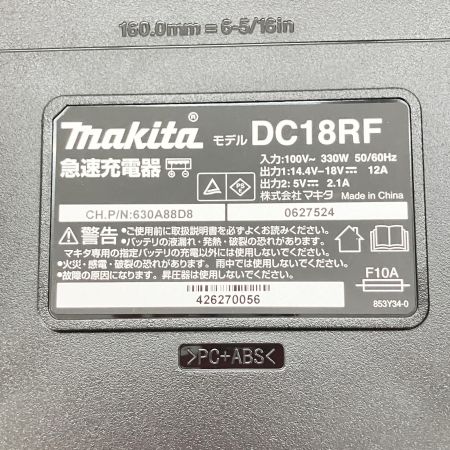 160.0mm = 6-5/16in
makita® モデル DC18RF
急速充電器
入力:100V~ 330W 50/60Hz
出力1:14.4V⎓18V⎓ 12A
出力2:5V⎓ 2.1A
株式会社マキタ Made in China
PS E
CH.P/N:630A88D8 0627524
警告 ●ご使用前に取扱説明書を必ずよくお読みください。
●バッテリの液漏れ・発熱・破裂の恐れがあります。
マキタ専用の指定バッテリの充電以外には使用しないでください。
●火災・感電・破裂の恐れがあります。雨中では使用しないでください。
●故障の原因になります。昇圧器は使用しないでください。
F10A
426270056
853Y34-0
>PC+ABS<